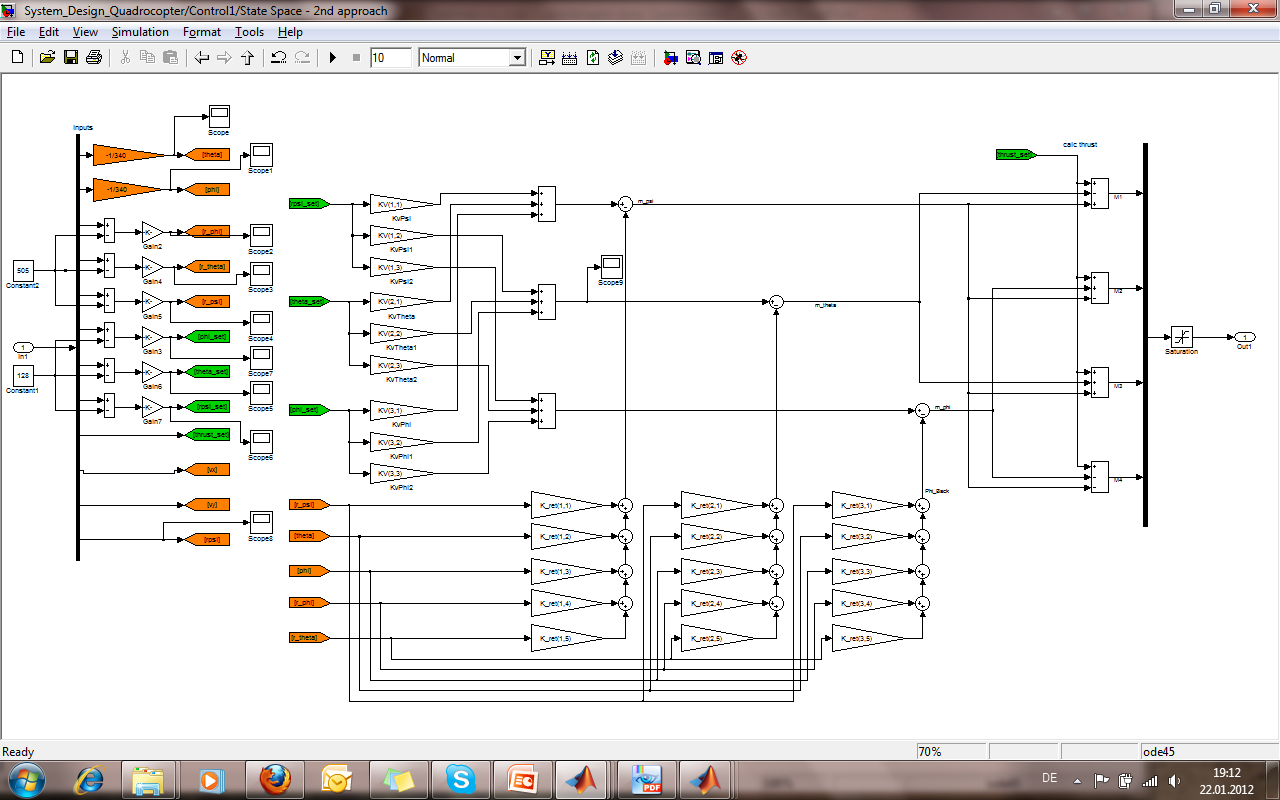 System_Design_Quadrocopter/Control1/State Space - 2nd approach
File Edit View Simulation Format Tools Help
10 Normal
Inputs
-1/340
[theta]
Scope
-1/340
[phi]
Scope1
-K-
Gain2
[r_phi]
Scope2
505
Constant2
-K-
Gain4
[r_theta]
Scope3
-K-
Gain5
[r_psi]
Scope4
1
In1
-K-
Gain3
[phi_set]
Scope7
128
Constant1
-K-
Gain6
[theta_set]
Scope5
-K-
Gain7
[rpsi_set]
Scope6
[thrust_set]
[vx]
[vy]
[rpsi]
Scope8
[rpsi_set]
KV(1,1)
KvPsi
KV(1,2)
KvPsi1
KV(1,3)
KvPsi2
[theta_set]
KV(2,1)
KvTheta
KV(2,2)
KvTheta1
KV(2,3)
KvTheta2
[phi_set]
KV(3,1)
KvPhi
KV(3,2)
KvPhi1
KV(3,3)
KvPhi2
Scope9
m_psi
m_theta
m_phi
Phi_Back
[r_psi]
K_ret(1,1)
K_ret(2,1)
K_ret(3,1)
[theta]
K_ret(1,2)
K_ret(2,2)
K_ret(3,2)
[phi]
K_ret(1,3)
K_ret(2,3)
K_ret(3,3)
[r_phi]
K_ret(1,4)
K_ret(2,4)
K_ret(3,4)
[r_theta]
K_ret(1,5)
K_ret(2,5)
K_ret(3,5)
[thrust_set]
calc thrust
M1
M2
M3
M4
Saturation
1
Out1
Ready
70%
ode45
PDF
DE
19:12
22.01.2012